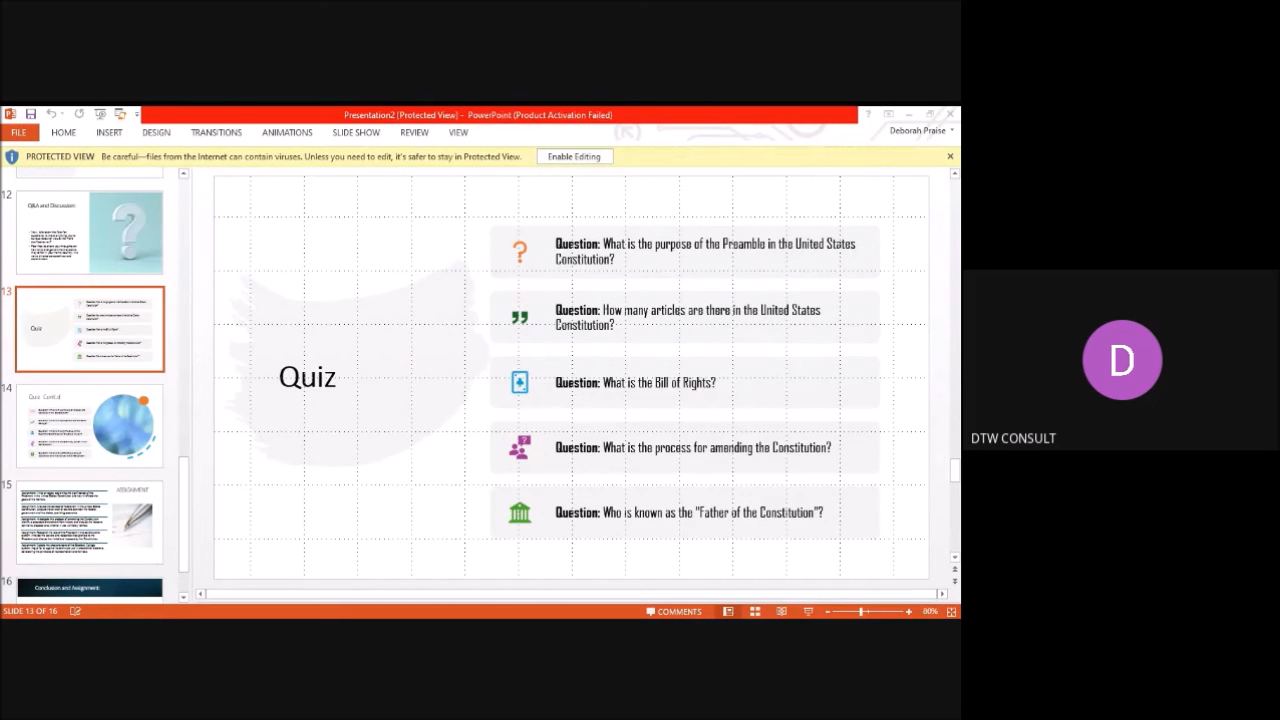 Presentation2 [Protected View] - PowerPoint (Product Activation Failed)
FILE HOME INSERT DESIGN TRANSITIONS ANIMATIONS SLIDE SHOW REVIEW VIEW
Deborah Praise
PROTECTED VIEW Be careful—files from the Internet can contain viruses. Unless you need to edit, it's safer to stay in Protected View. Enable Editing
12
Q&A and Discussion:
13
Quiz
14
Quiz Cont'd
15
ASSIGNMENT
16
Conclusion and Assignment:
Quiz
Question: What is the purpose of the Preamble in the United States
Constitution?
Question: How many articles are there in the United States
Constitution?
Question: What is the Bill of Rights?
Question: What is the process for amending the Constitution?
Question: Who is known as the "Father of the Constitution"?
SLIDE 13 OF 16
COMMENTS
80%
D
DTW CONSULT